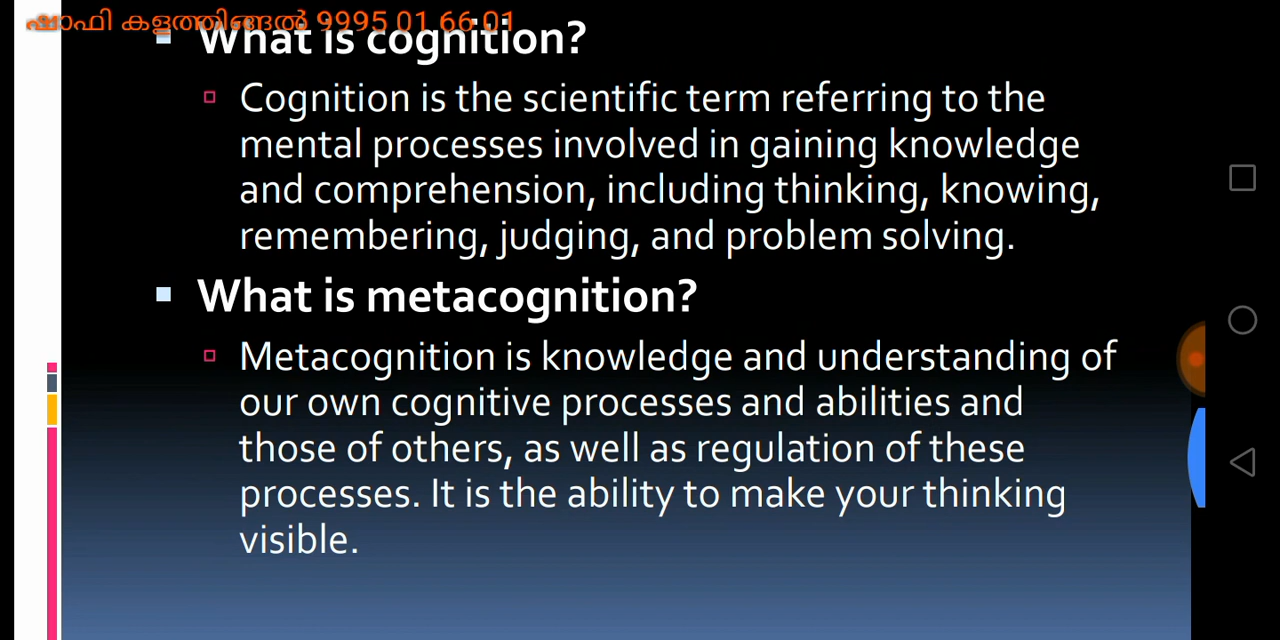 ഷാഫി കളത്തിങ്ങേൽ 9995 01 66 01
What is cognition?
Cognition is the scientific term referring to the
mental processes involved in gaining knowledge
and comprehension, including thinking, knowing,
remembering, judging, and problem solving.
What is metacognition?
Metacognition is knowledge and understanding of
our own cognitive processes and abilities and
those of others, as well as regulation of these
processes. It is the ability to make your thinking
visible.